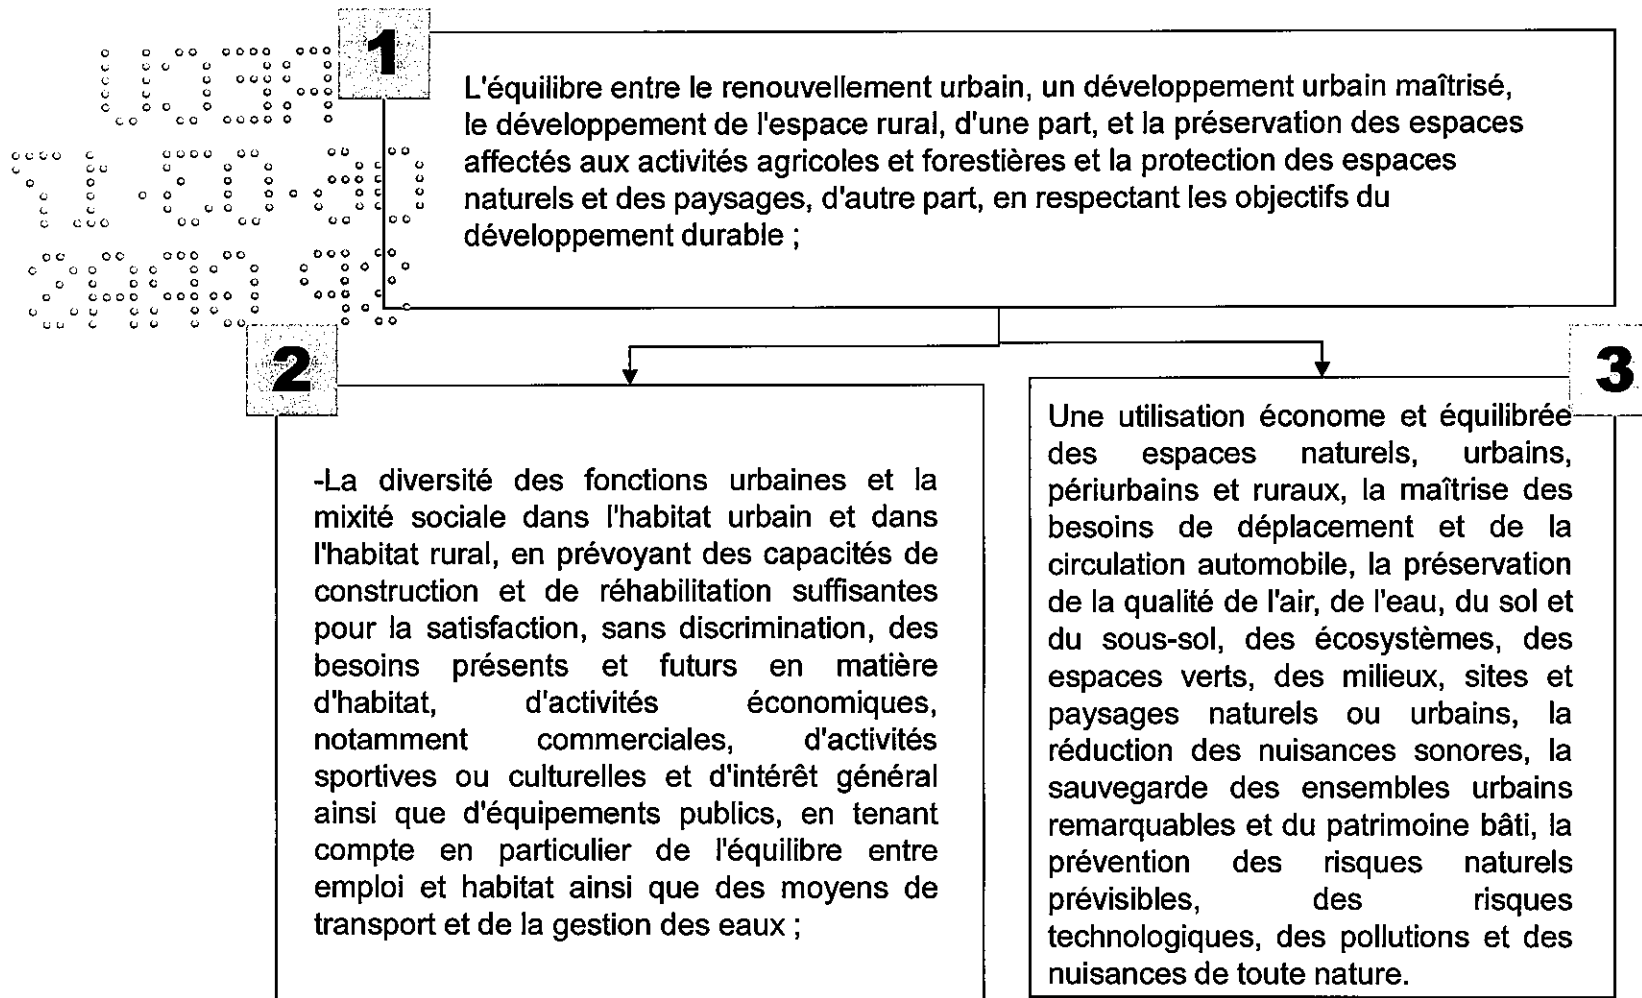 1
L'équilibre entre le renouvellement urbain, un développement urbain maîtrisé,
le développement de l'espace rural, d'une part, et la préservation des espaces
affectés aux activités agricoles et forestières et la protection des espaces
naturels et des paysages, d'autre part, en respectant les objectifs du
développement durable ;
2
-La diversité des fonctions urbaines et la
mixité sociale dans l'habitat urbain et dans
l'habitat rural, en prévoyant des capacités de
construction et de réhabilitation suffisantes
pour la satisfaction, sans discrimination, des
besoins présents et futurs en matière
d'habitat, d'activités économiques,
notamment commerciales, d'activités
sportives ou culturelles et d'intérêt général
ainsi que d'équipements publics, en tenant
compte en particulier de l'équilibre entre
emploi et habitat ainsi que des moyens de
transport et de la gestion des eaux ;
3
Une utilisation économe et équilibrée
des espaces naturels, urbains,
périurbains et ruraux, la maîtrise des
besoins de déplacement et de la
circulation automobile, la préservation
de la qualité de l'air, de l'eau, du sol et
du sous-sol, des écosystèmes, des
espaces verts, des milieux, sites et
paysages naturels ou urbains, la
réduction des nuisances sonores, la
sauvegarde des ensembles urbains
remarquables et du patrimoine bâti, la
prévention des risques naturels
prévisibles, des risques
technologiques, des pollutions et des
nuisances de toute nature.